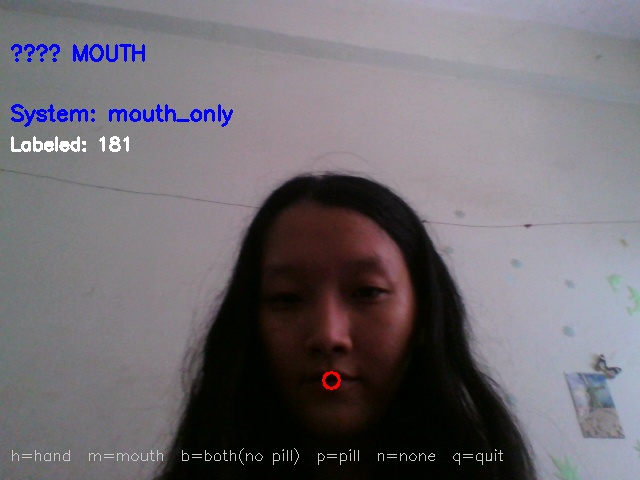 ???? MOUTH
System: mouth_only
Labeled: 181
h=hand m=mouth b=both(no pill) p=pill n=none q=quit